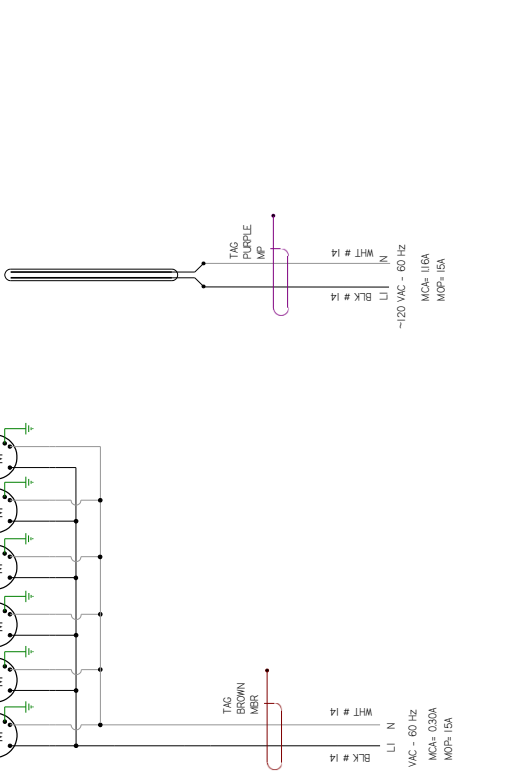 TAG
PURPLE
MP
WHT # 14
N
BLK # 14
L1
~120 VAC - 60 Hz
MCA= 1.16A
MOP= 15A
TAG
BROWN
MBR
WHT # 14
N
BLK # 14
L1
VAC - 60 Hz
MCA= 0.30A
MOP= 15A